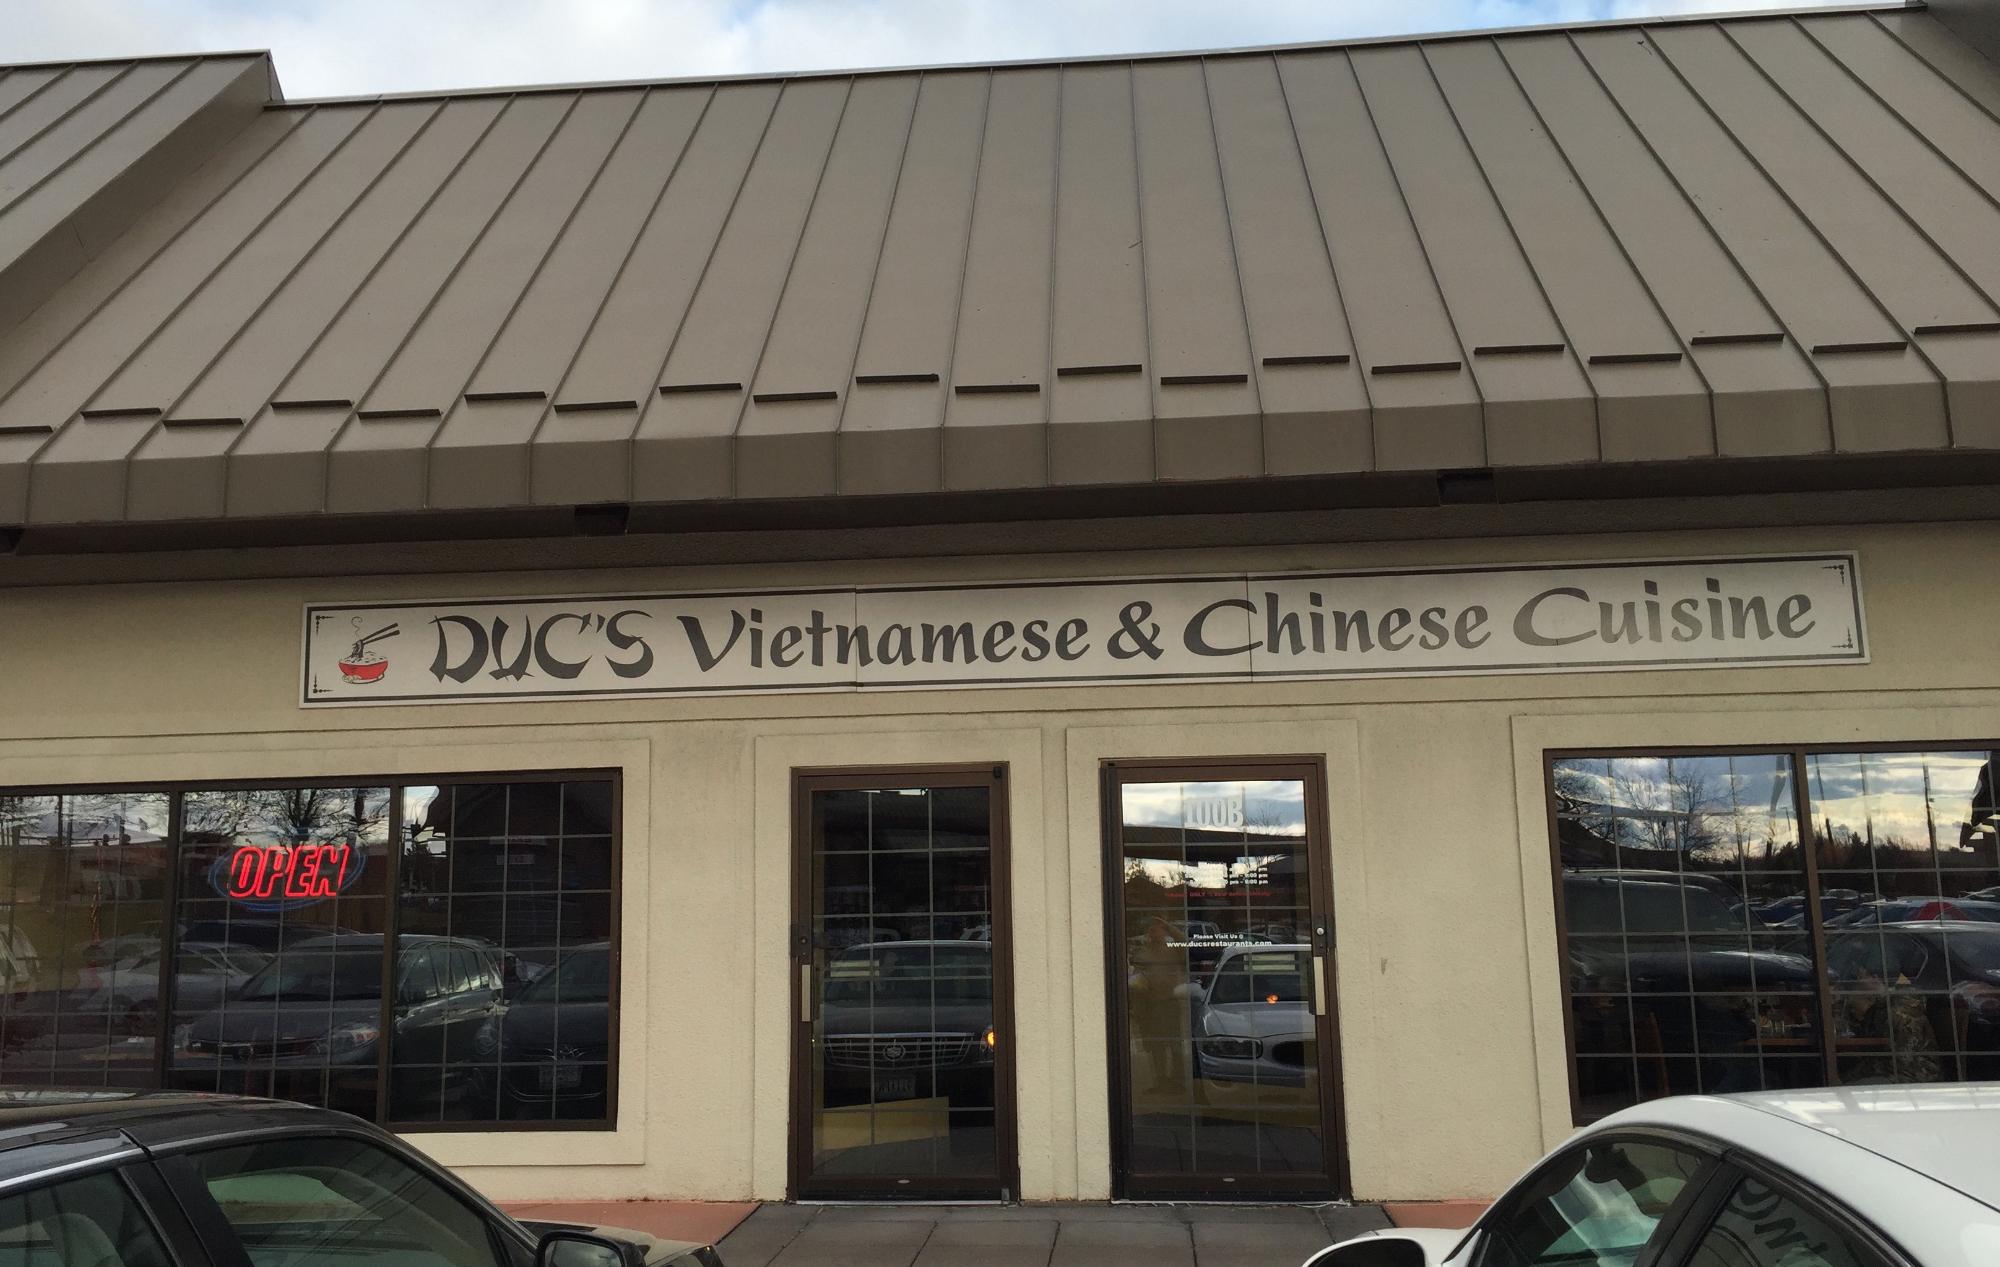 DUC'S Vietnamese & Chinese Cuisine
OPEN
100B
Please Visit Us @
www.ducsrestaurants.com